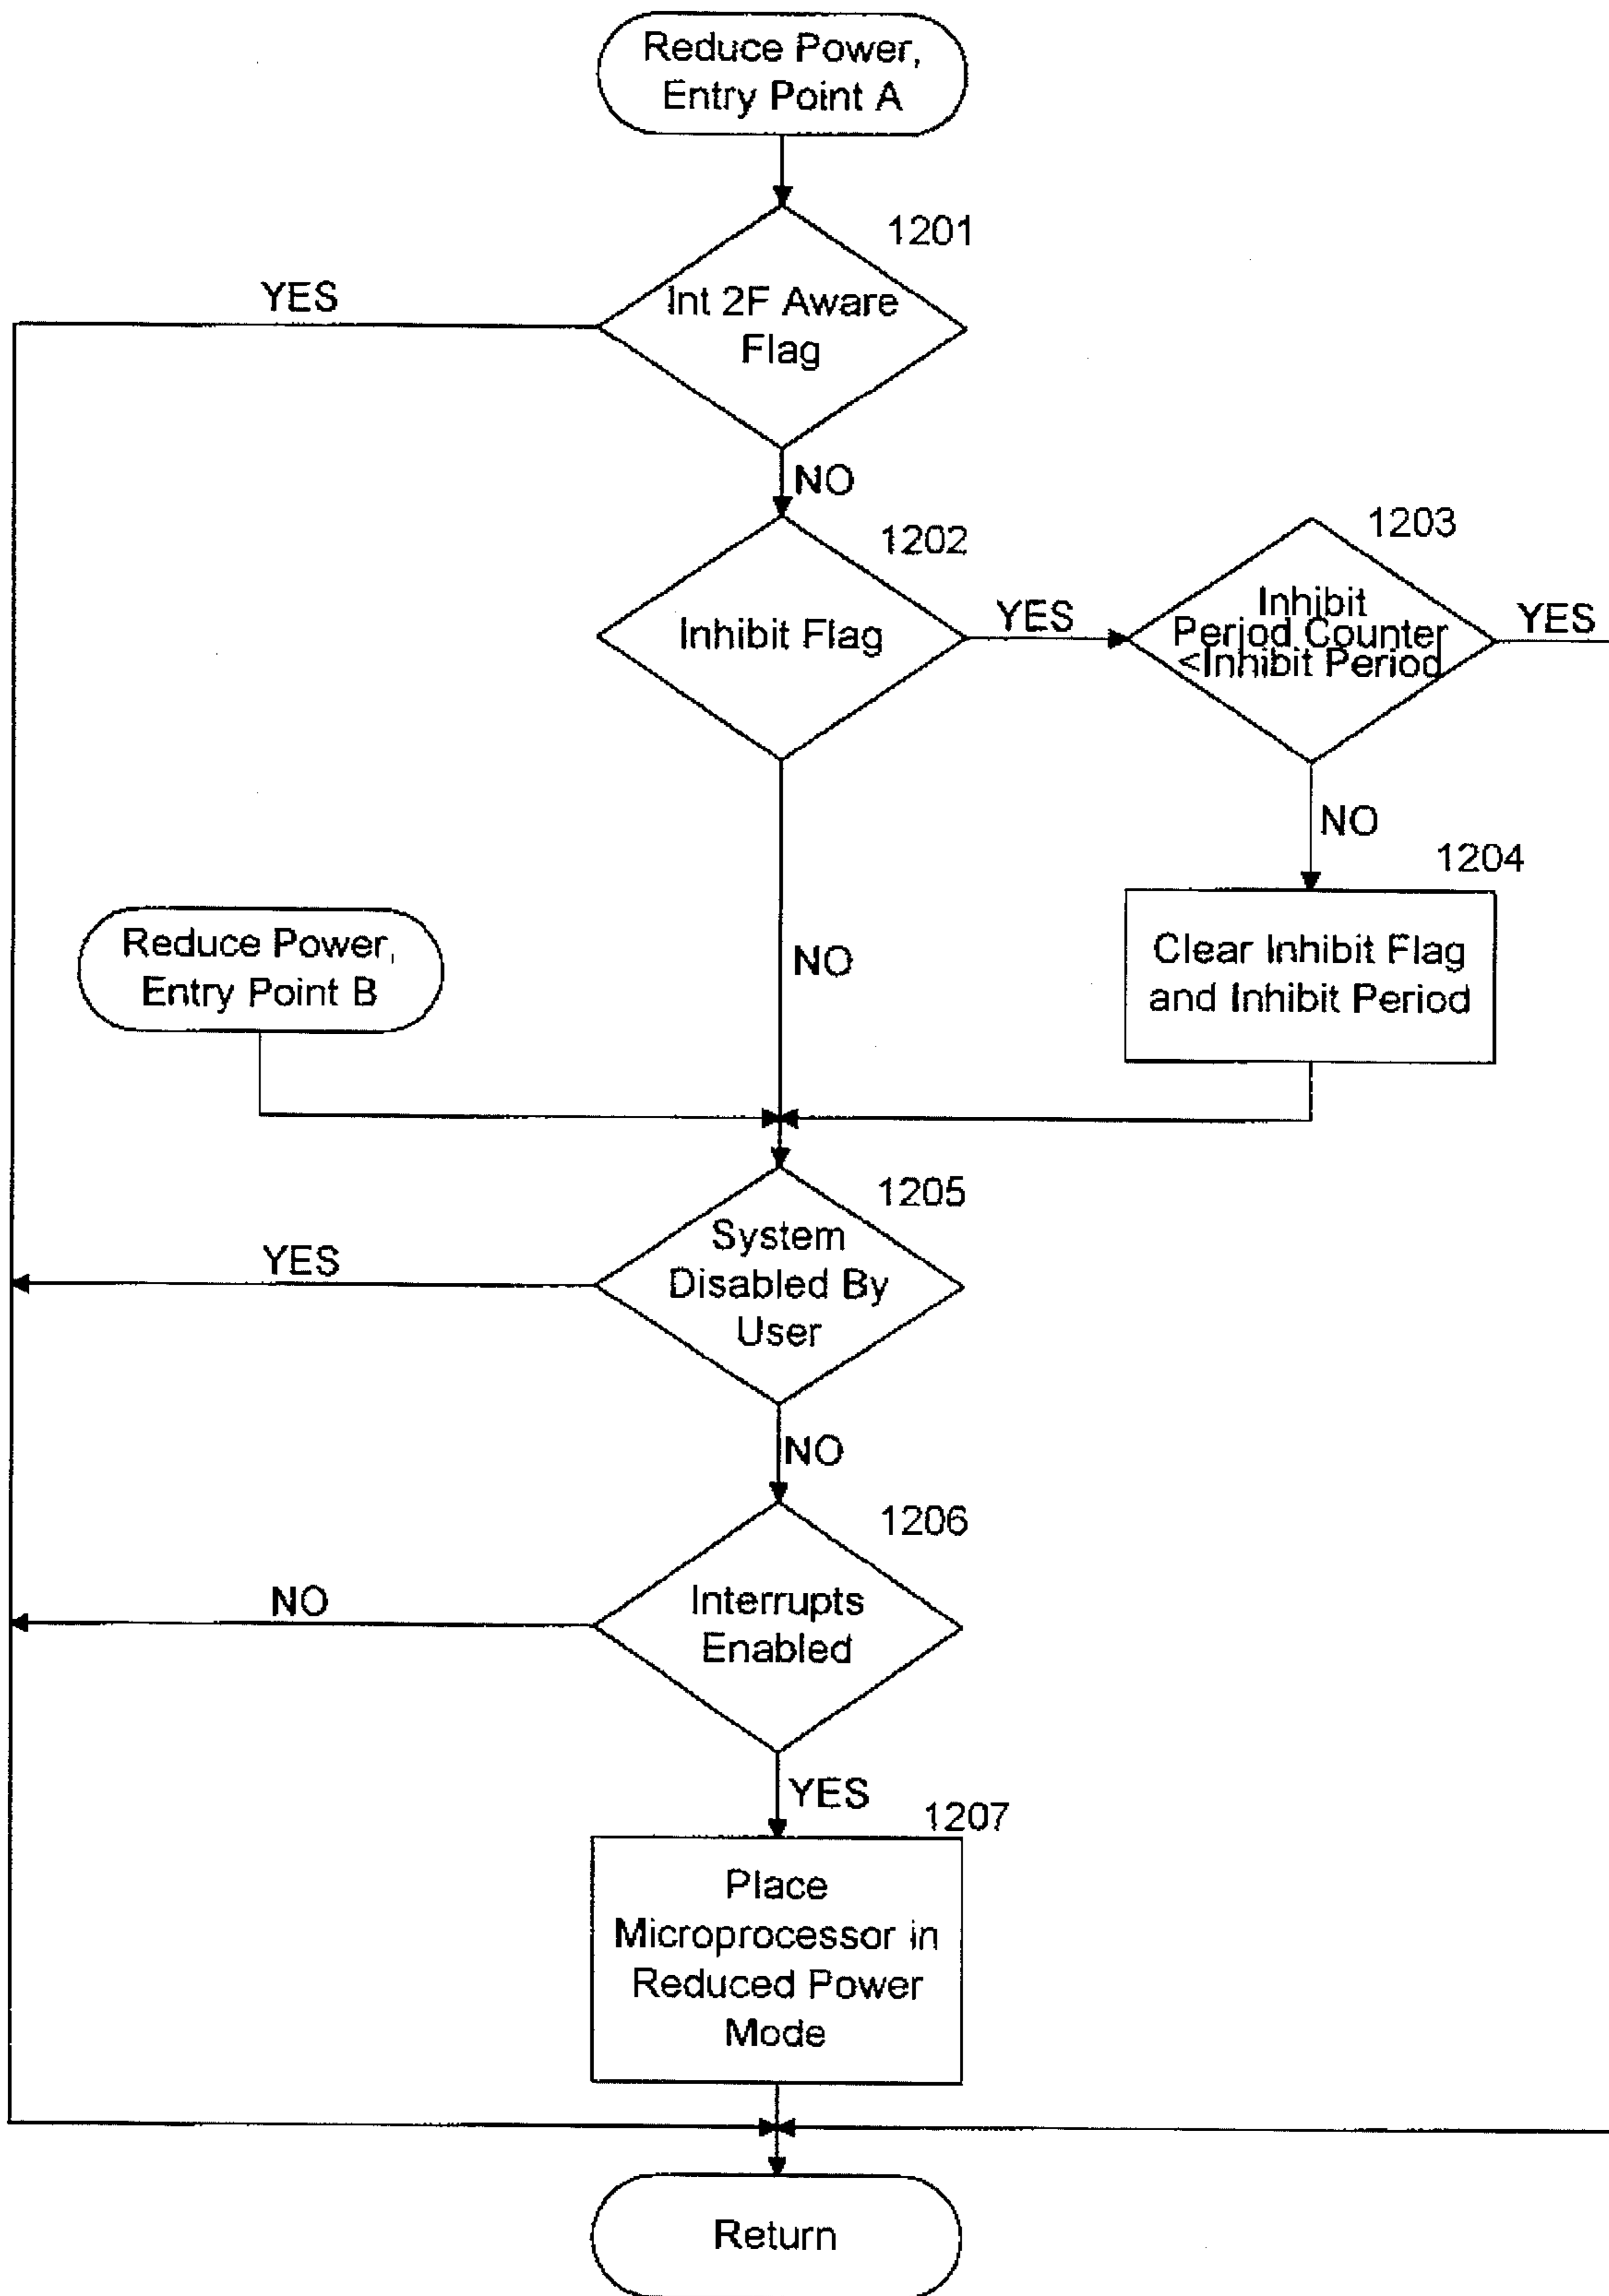 Reduce Power,
Entry Point A
1201
YES
Int 2F Aware
Flag
NO
1202
Inhibit Flag
YES
1203
Inhibit
Period Counter
<Inhibit Period
YES
NO
1204
Clear Inhibit Flag
and Inhibit Period
NO
Reduce Power,
Entry Point B
1205
System
Disabled By
User
YES
NO
1206
Interrupts
Enabled
NO
YES
1207
Place
Microprocessor in
Reduced Power
Mode
Return